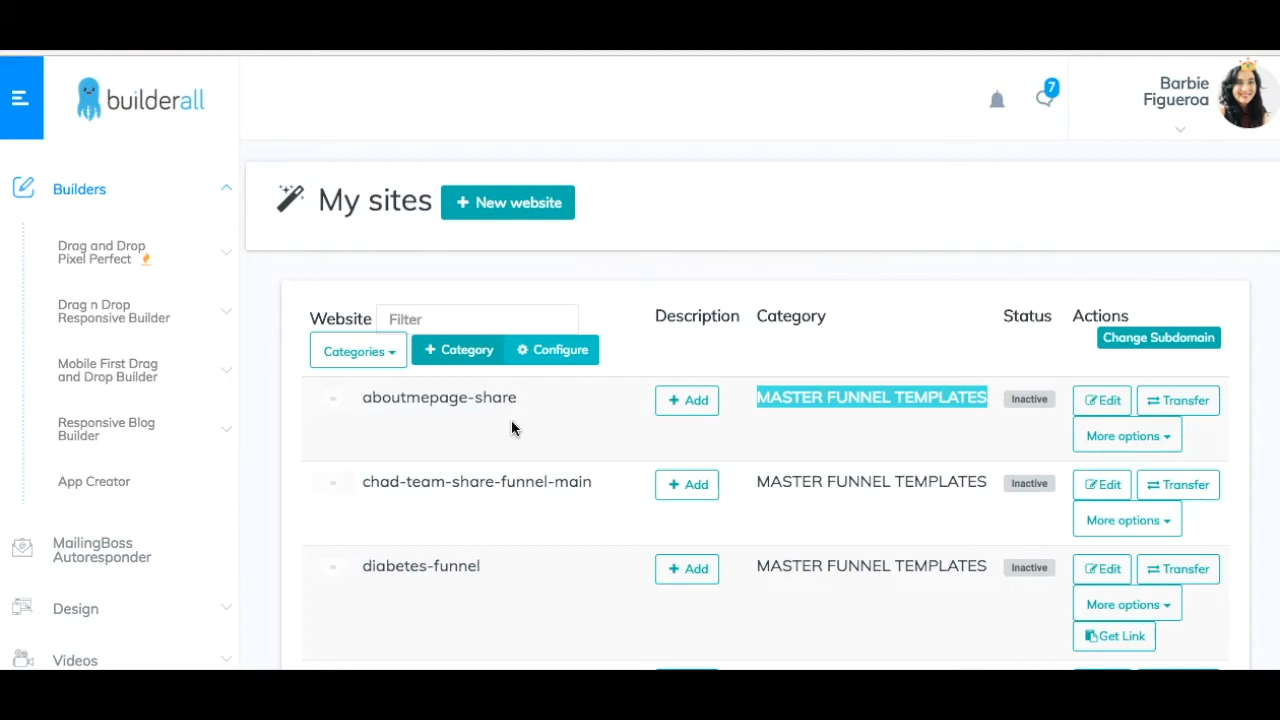 builderall
7
Barbie
Figueroa
Builders
Drag and Drop
Pixel Perfect
Drag n Drop
Responsive Builder
Mobile First Drag
and Drop Builder
Responsive Blog
Builder
App Creator
MailingBoss
Autoresponder
Design
Videos
My sites
+ New website
Website
Filter
Description
Category
Status
Actions
Categories
+ Category
Configure
Change Subdomain
aboutmepage-share
+ Add
MASTER FUNNEL TEMPLATES
Inactive
Edit
Transfer
More options
chad-team-share-funnel-main
+ Add
MASTER FUNNEL TEMPLATES
Inactive
Edit
Transfer
More options
diabetes-funnel
+ Add
MASTER FUNNEL TEMPLATES
Inactive
Edit
Transfer
More options
Get Link